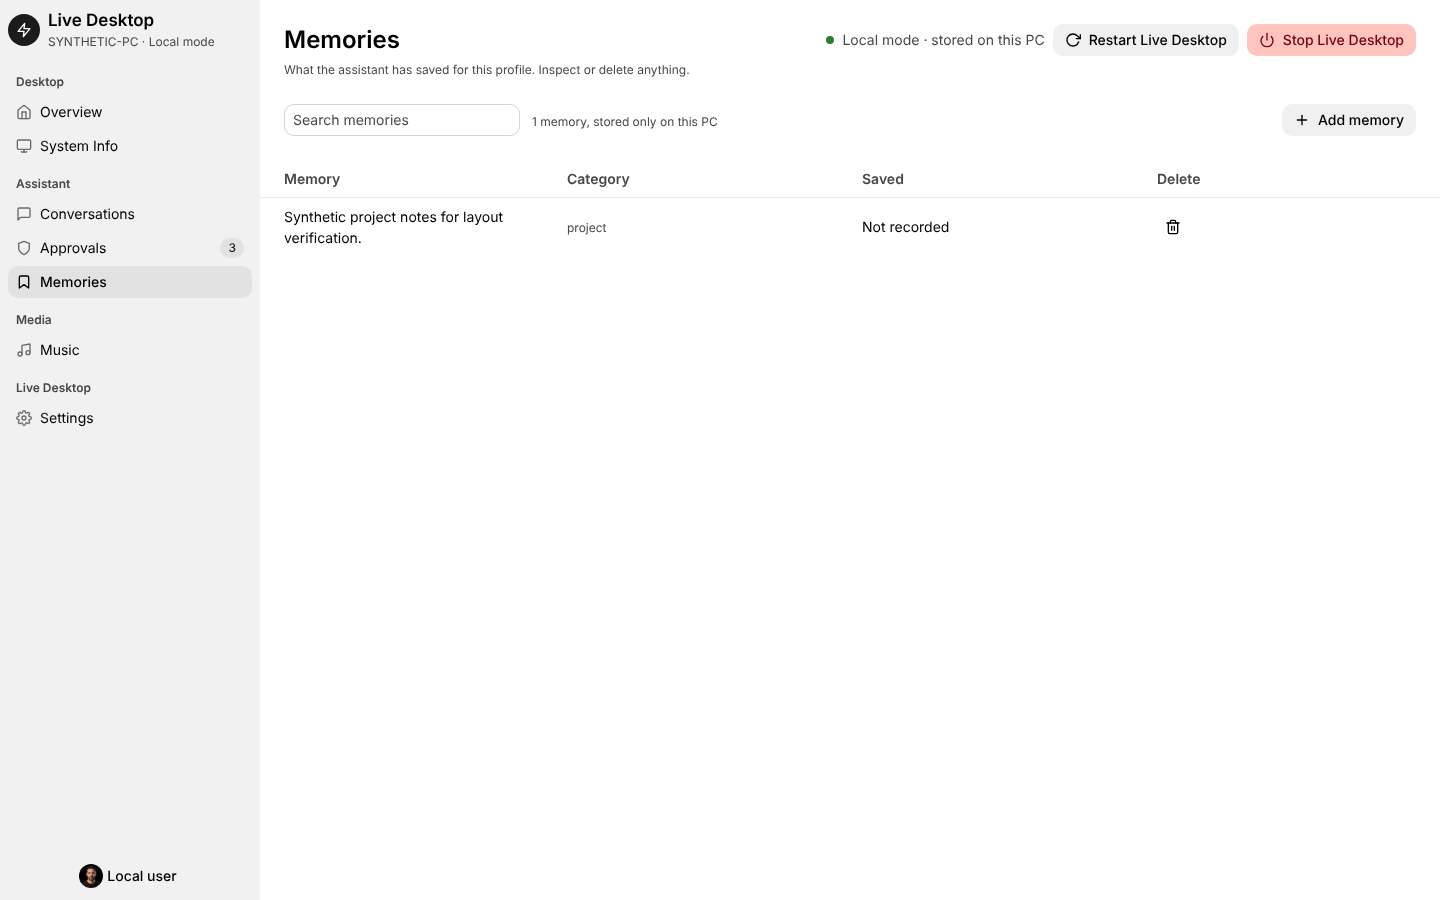 Live Desktop
SYNTHETIC-PC · Local mode
Desktop
Overview
System Info
Assistant
Conversations
Approvals 3
Memories
Media
Music
Live Desktop
Settings
Local user
Memories
Local mode · stored on this PC
Restart Live Desktop
Stop Live Desktop
What the assistant has saved for this profile. Inspect or delete anything.
Search memories
1 memory, stored only on this PC
Add memory
Memory Category Saved Delete
Synthetic project notes for layout
verification.
project
Not recorded